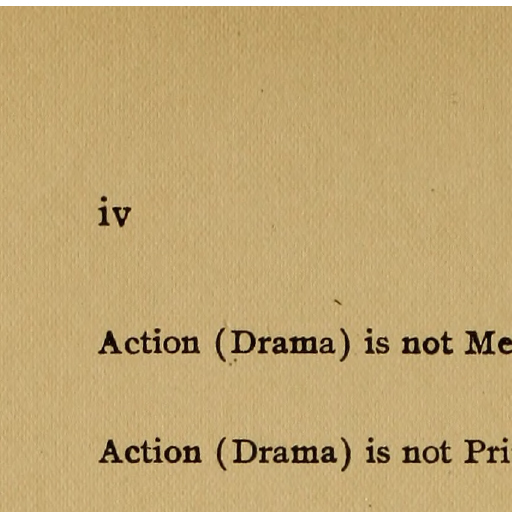 iv
Action (Drama) is not Me
Action (Drama) is not Pri